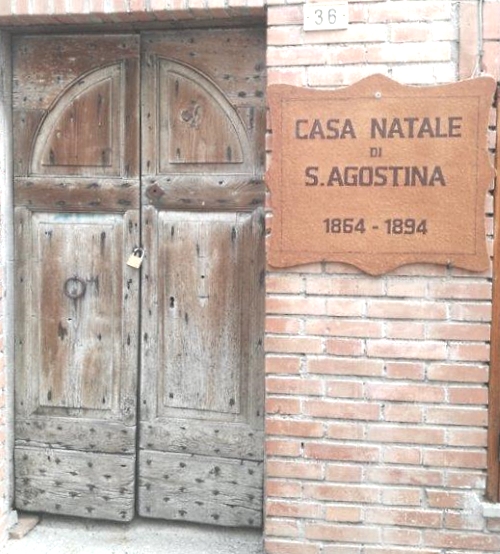 36
CASA NATALE
DI
S.AGOSTINA
1864 - 1894